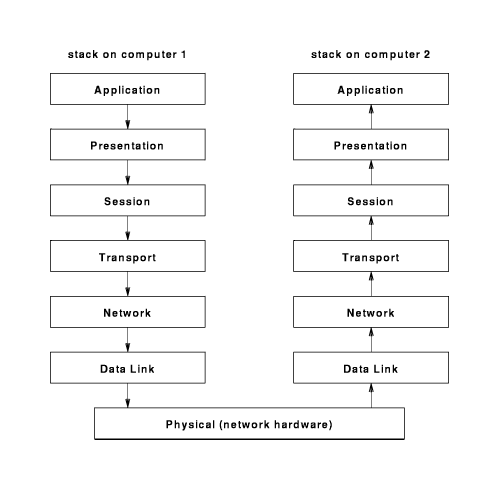 stack on computer 1
Application
Presentation
Session
Transport
Network
Data Link
stack on computer 2
Application
Presentation
Session
Transport
Network
Data Link
Physical (network hardware)